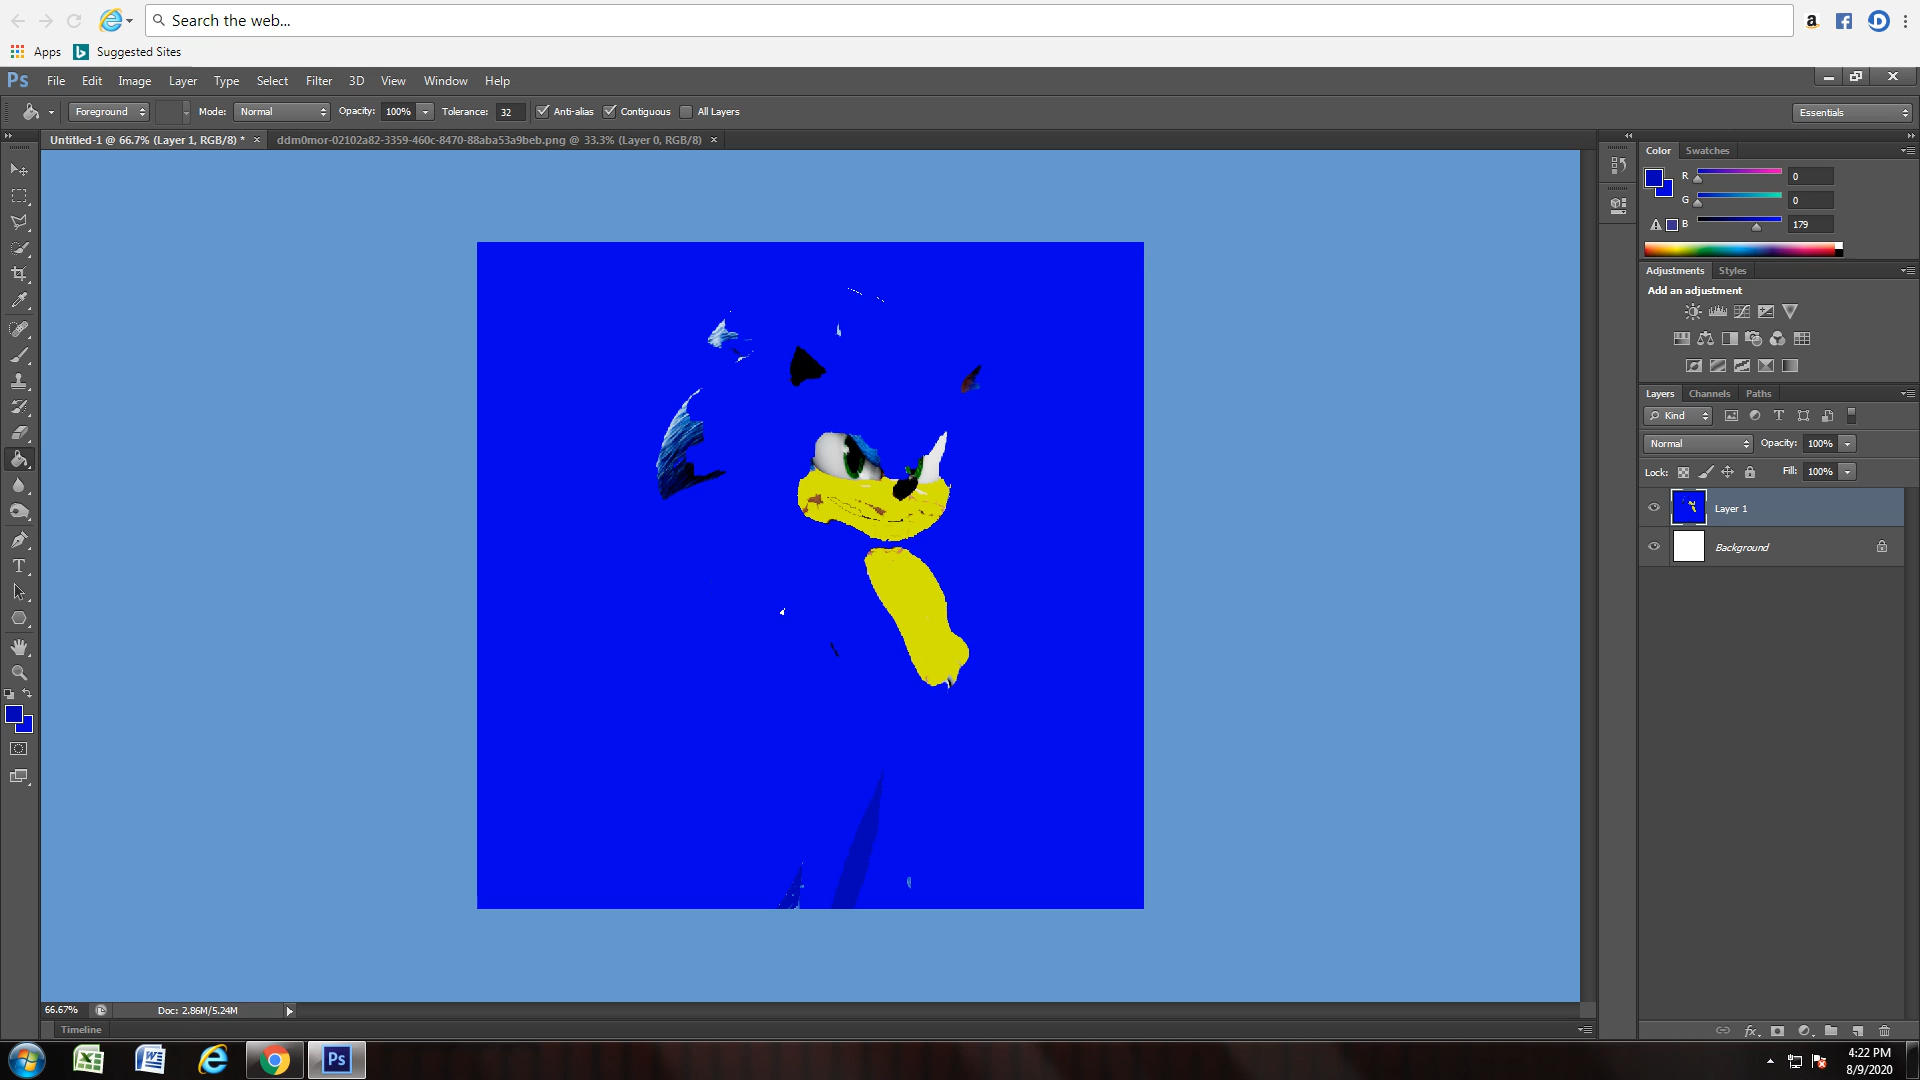 Search the web...
Apps Suggested Sites
Ps File Edit Image Layer Type Select Filter 3D View Window Help
Foreground Mode: Normal Opacity: 100% Tolerance: 32 Anti-alias Contiguous All Layers Essentials
Untitled-1 @ 66.7% (Layer 1, RGB/8) * × ddm0mor-02102a82-3359-460c-8470-88aba53a9beb.png @ 33.3% (Layer 0, RGB/8) ×
Color Swatches
R 0
G 0
B 179
Adjustments Styles
Add an adjustment
Layers Channels Paths
Kind
Normal Opacity: 100%
Lock: Fill: 100%
Layer 1
Background
66.67% Doc: 2.86M/5.24M
Timeline
fx
Ps 4:22 PM
8/9/2020